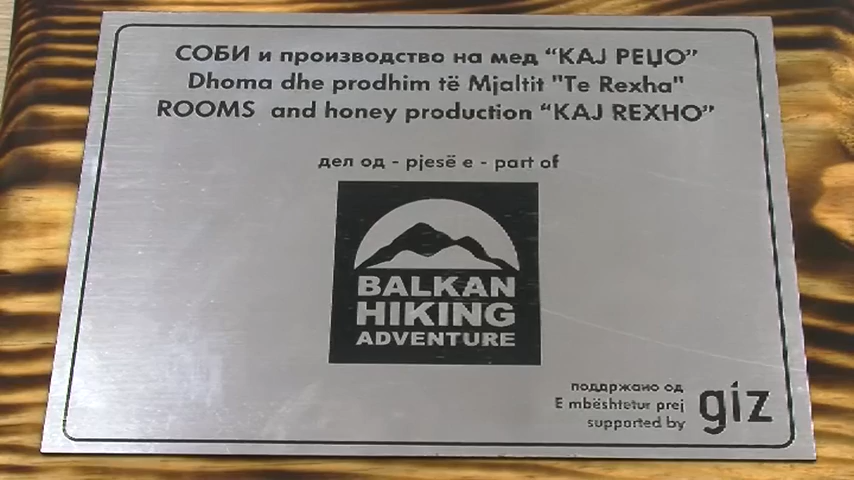 СОБИ и производство на мед “КАЈ РЕЏО”
Dhoma dhe prodhim të Mjaltit "Te Rexha"
ROOMS and honey production “KAJ REXHO”
дел од - pjesë e - part of
BALKAN
HIKING
ADVENTURE
поддржано од
E mbështetur prej
supported by
giz